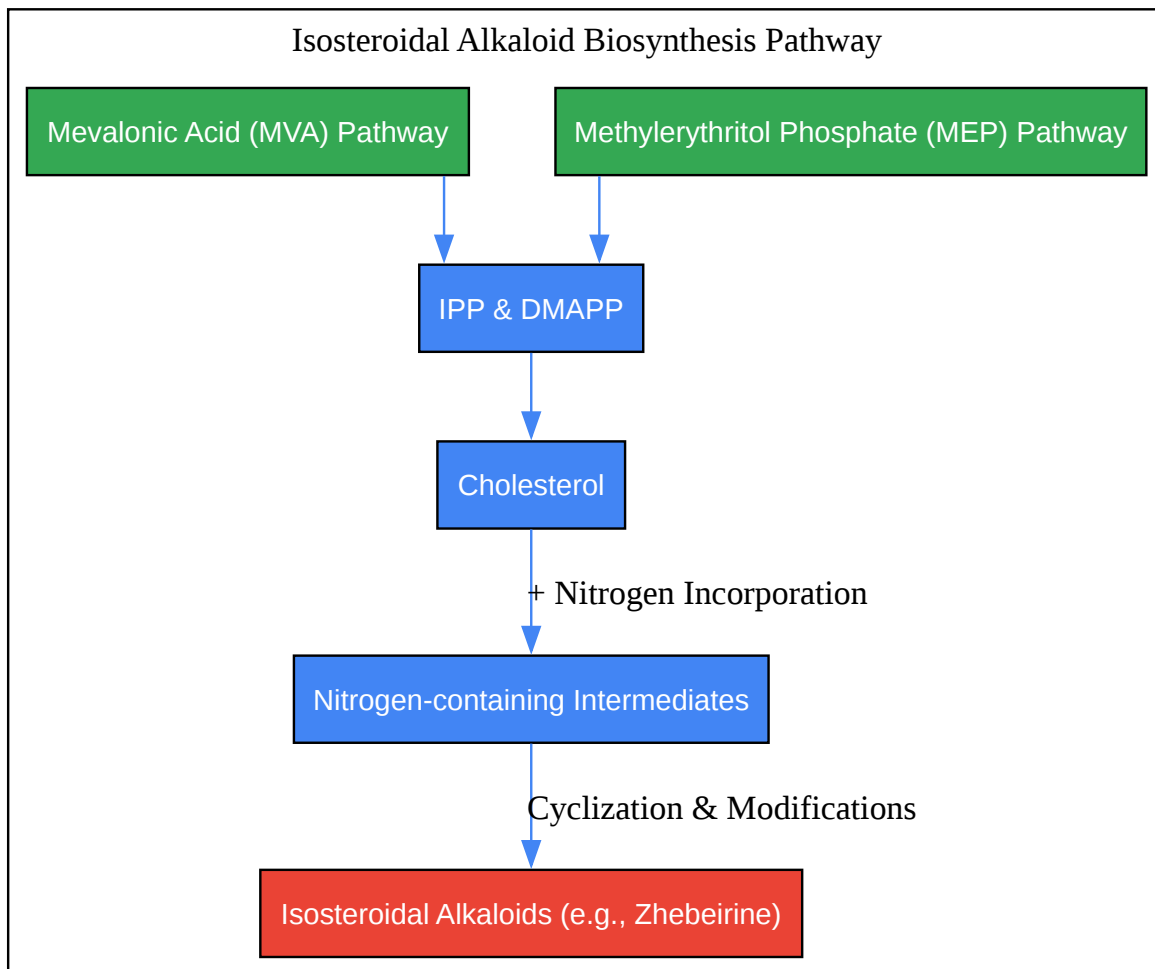 Isosteroidal Alkaloid Biosynthesis Pathway
Mevalonic Acid (MVA) Pathway
Methylerythritol Phosphate (MEP) Pathway
IPP & DMAPP
Cholesterol
+ Nitrogen Incorporation
Nitrogen-containing Intermediates
Cyclization & Modifications
Isosteroidal Alkaloids (e.g., Zhebeirine)